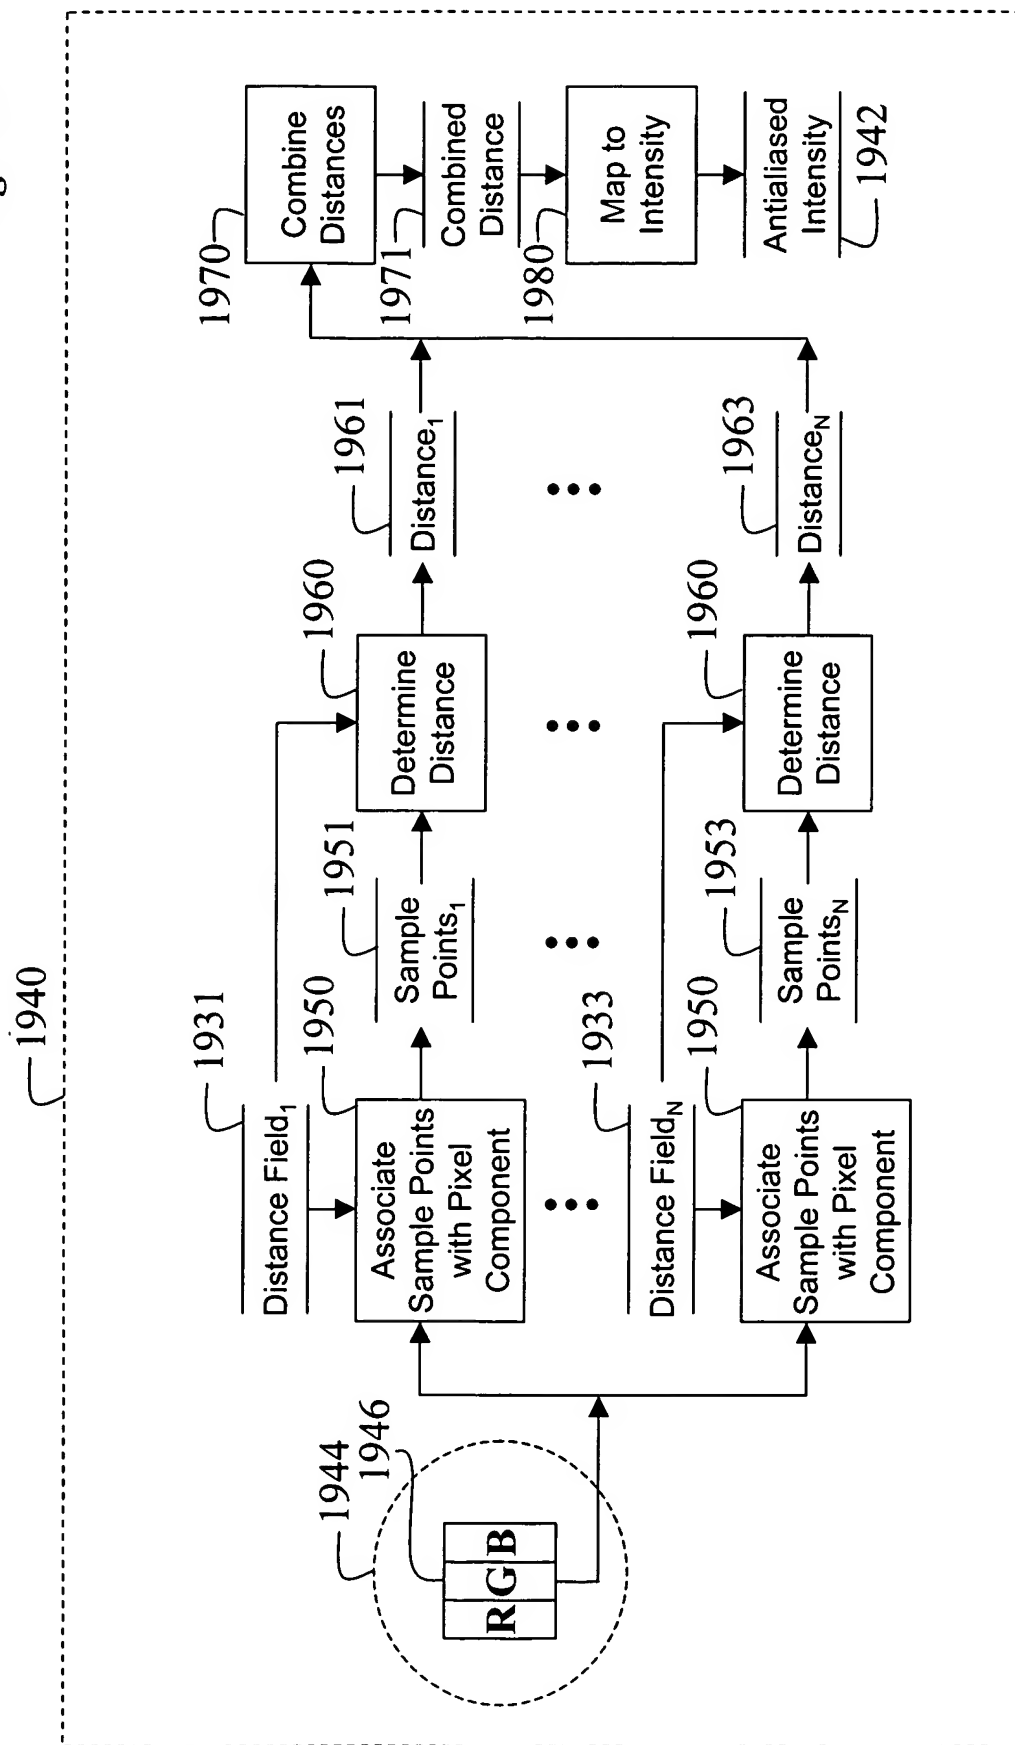 1940
1944
1946
R G B
1931
Distance Field1
1950
Associate
Sample Points
with Pixel
Component
1951
Sample
Points1
1960
Determine
Distance
1961
Distance1
1933
Distance FieldN
1950
Associate
Sample Points
with Pixel
Component
1953
Sample
PointsN
1960
Determine
Distance
1963
DistanceN
1970
Combine
Distances
1971
Combined
Distance
1980
Map to
Intensity
Antialiased
Intensity
1942